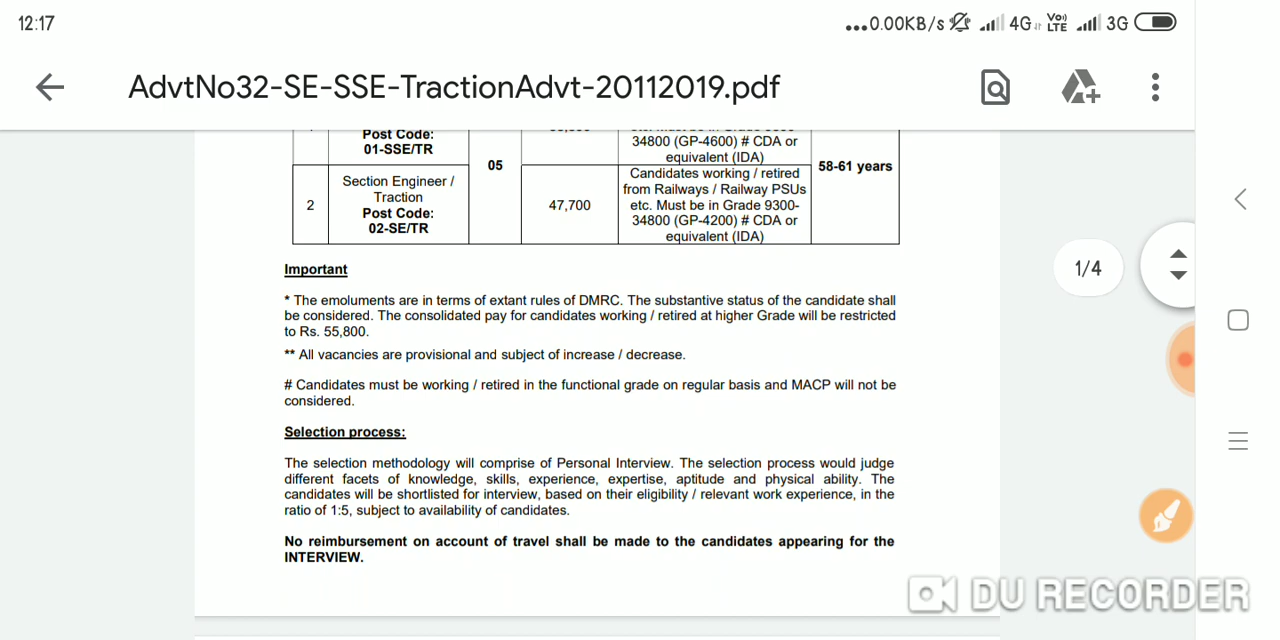 12:17
...0.00KB/s 4G VoLTE 3G
AdvtNo32-SE-SSE-TractionAdvt-20112019.pdf
Post Code:
01-SSE/TR
05
34800 (GP-4600) # CDA or
equivalent (IDA)
58-61 years
2
Section Engineer /
Traction
Post Code:
02-SE/TR
47,700
Candidates working / retired
from Railways / Railway PSUs
etc. Must be in Grade 9300-
34800 (GP-4200) # CDA or
equivalent (IDA)
1/4
Important
* The emoluments are in terms of extant rules of DMRC. The substantive status of the candidate shall
be considered. The consolidated pay for candidates working / retired at higher Grade will be restricted
to Rs. 55,800.
** All vacancies are provisional and subject of increase / decrease.
# Candidates must be working / retired in the functional grade on regular basis and MACP will not be
considered.
Selection process:
The selection methodology will comprise of Personal Interview. The selection process would judge
different facets of knowledge, skills, experience, expertise, aptitude and physical ability. The
candidates will be shortlisted for interview, based on their eligibility / relevant work experience, in the
ratio of 1:5, subject to availability of candidates.
No reimbursement on account of travel shall be made to the candidates appearing for the
INTERVIEW.
DU RECORDER